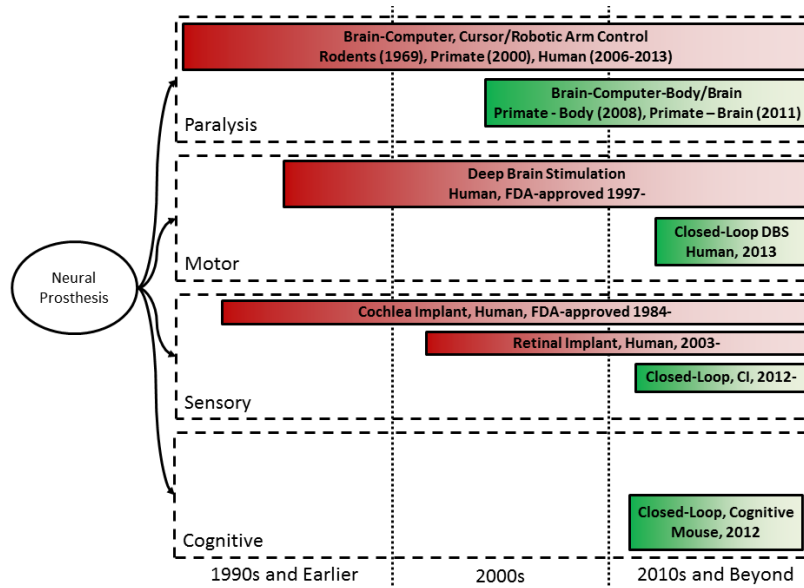 Brain-Computer, Cursor/Robotic Arm Control
Rodents (1969), Primate (2000), Human (2006-2013)
Brain-Computer-Body/Brain
Primate - Body (2008), Primate – Brain (2011)
Paralysis
Deep Brain Stimulation
Human, FDA-approved 1997-
Closed-Loop DBS
Human, 2013
Motor
Neural
Prosthesis
Cochlea Implant, Human, FDA-approved 1984-
Retinal Implant, Human, 2003-
Closed-Loop, CI, 2012-
Sensory
Closed-Loop, Cognitive
Mouse, 2012
Cognitive
1990s and Earlier
2000s
2010s and Beyond